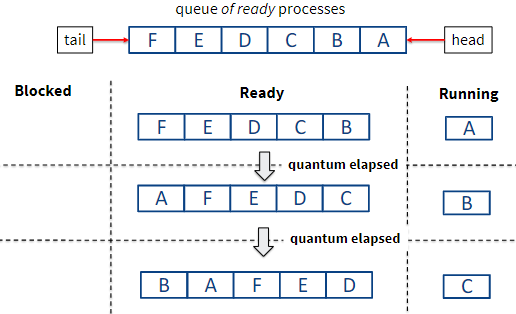 queue of ready processes
tail F E D C B A head
Blocked Ready Running
F E D C B A
quantum elapsed
A F E D C B
quantum elapsed
B A F E D C